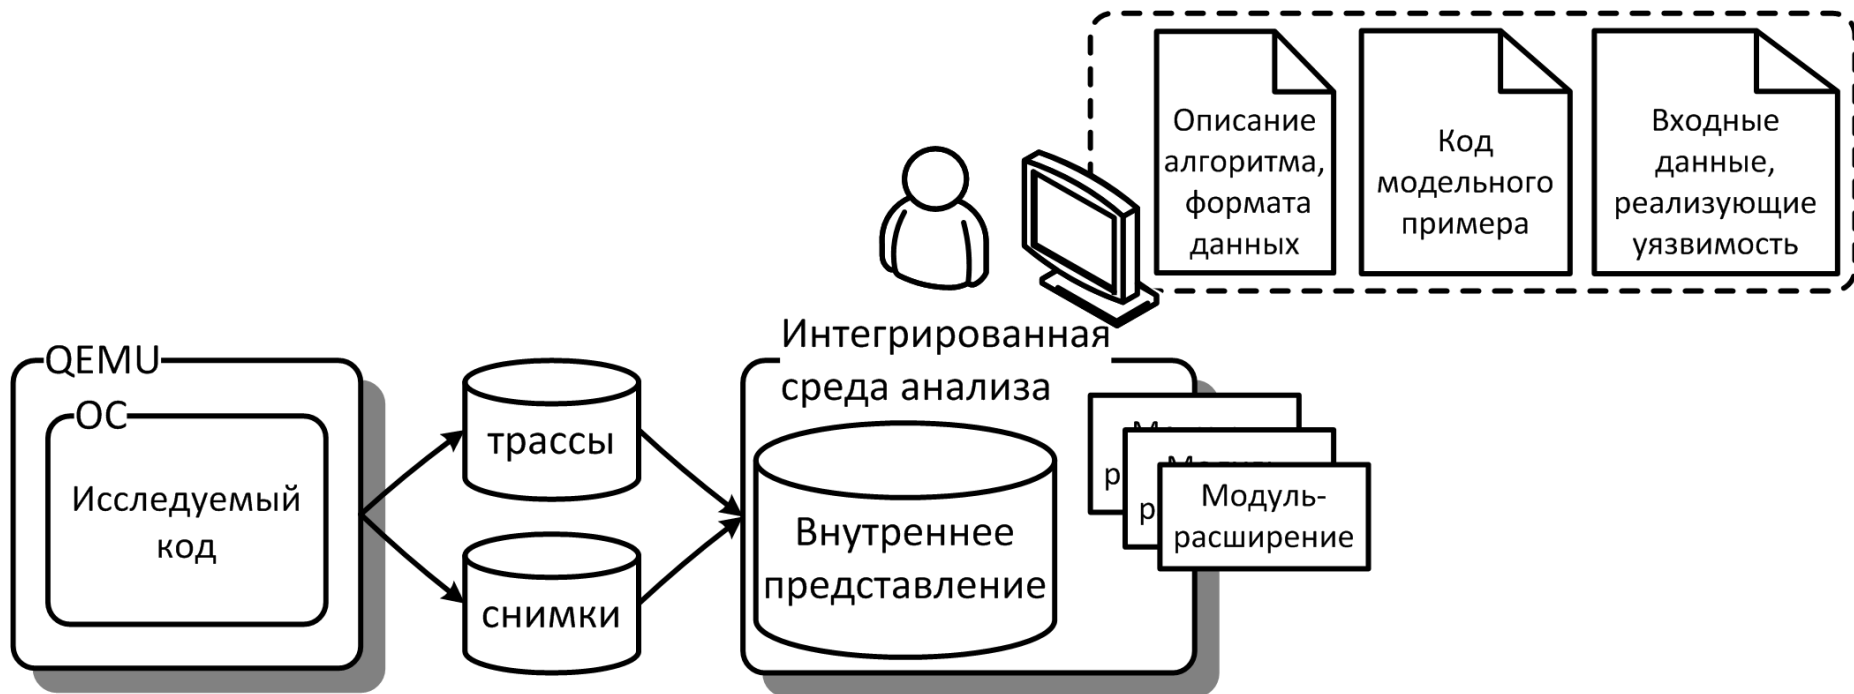 Описание
алгоритма,
формата
данных
Код
модельного
примера
Входные
данные,
реализующие
уязвимость
QEMU
ОС
Исследуемый
код
трассы
снимки
Интегрированная
среда анализа
Внутреннее
представление
Модуль-
расширение